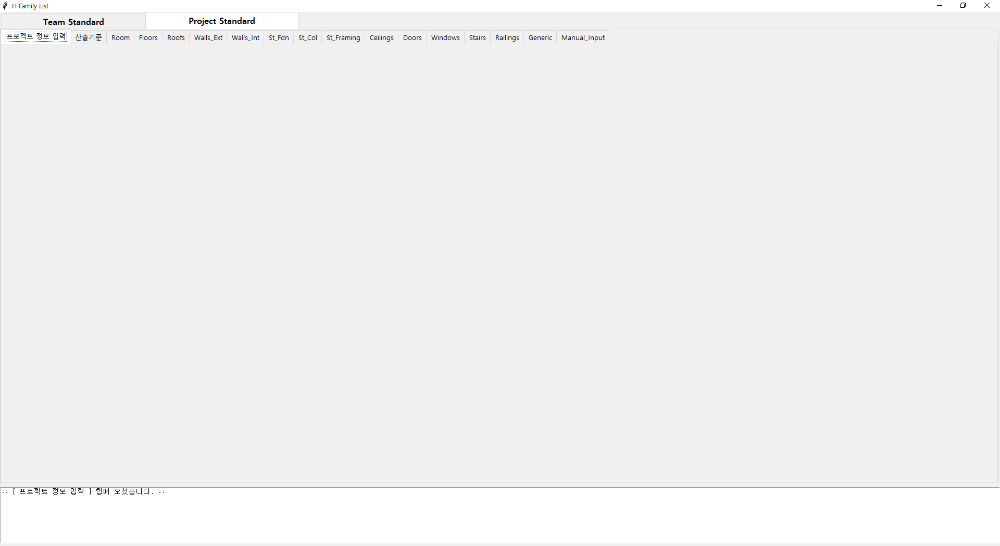 H Family List
Team Standard Project Standard
프로젝트 정보 입력 산출기준 Room Floors Roofs Walls_Ext Walls_Int St_Fdn St_Col St_Framing Ceilings Doors Windows Stairs Railings Generic Manual_Input
:: [ 프로젝트 정보 입력 ] 탭에 오셨습니다. ::